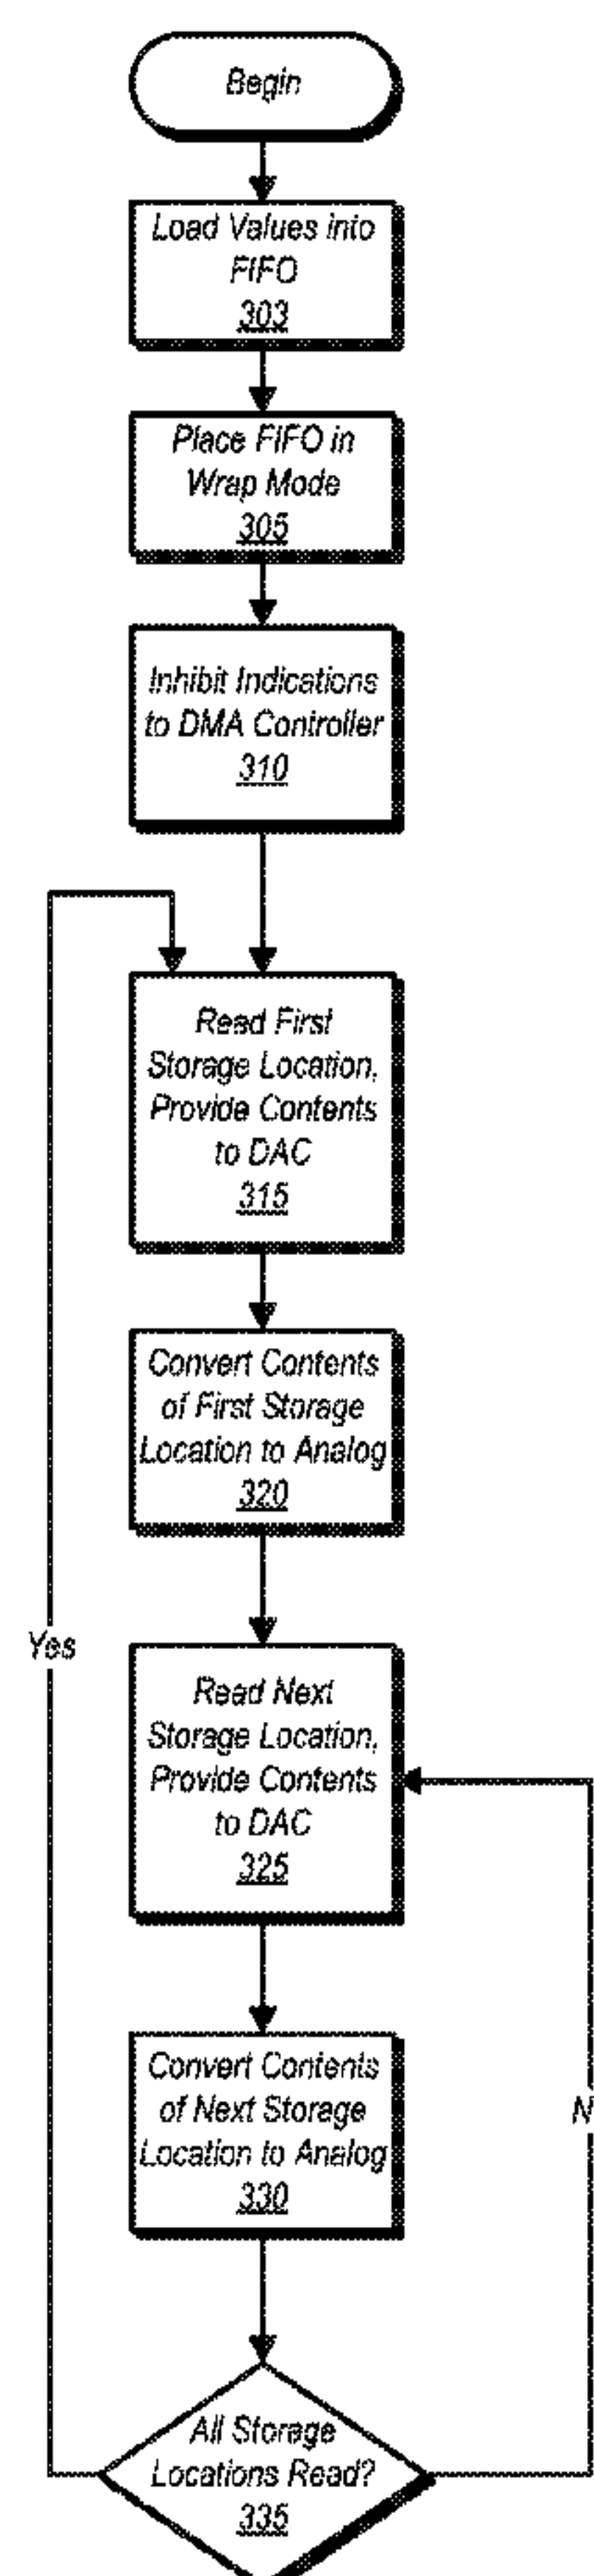 Begin
Load Values into
FIFO
303
Place FIFO in
Wrap Mode
305
Inhibit Indications
to DMA Controller
310
Read First
Storage Location,
Provide Contents
to DAC
315
Convert Contents
of First Storage
Location to Analog
320
Yes
Read Next
Storage Location,
Provide Contents
to DAC
325
Convert Contents
of Next Storage
Location to Analog
330
N
All Storage
Locations Read?
335